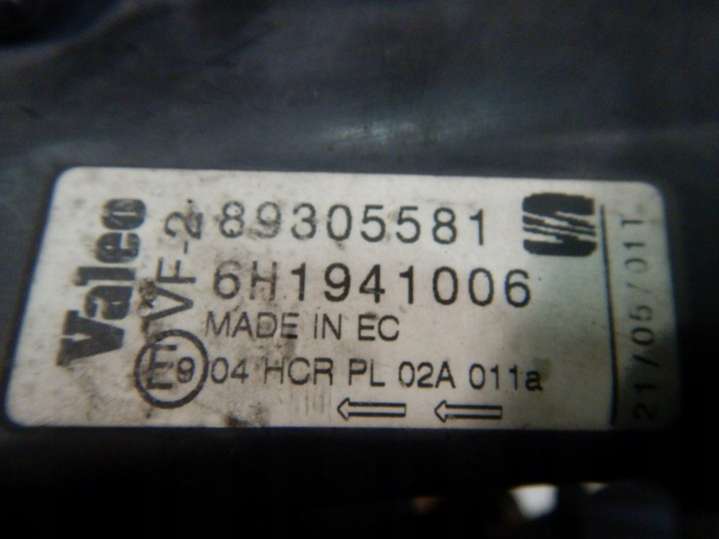 Valeo
VF-2
89305581
6H1941006
MADE IN EC
E9 04 HCR PL 02A 011a
21/05/01T